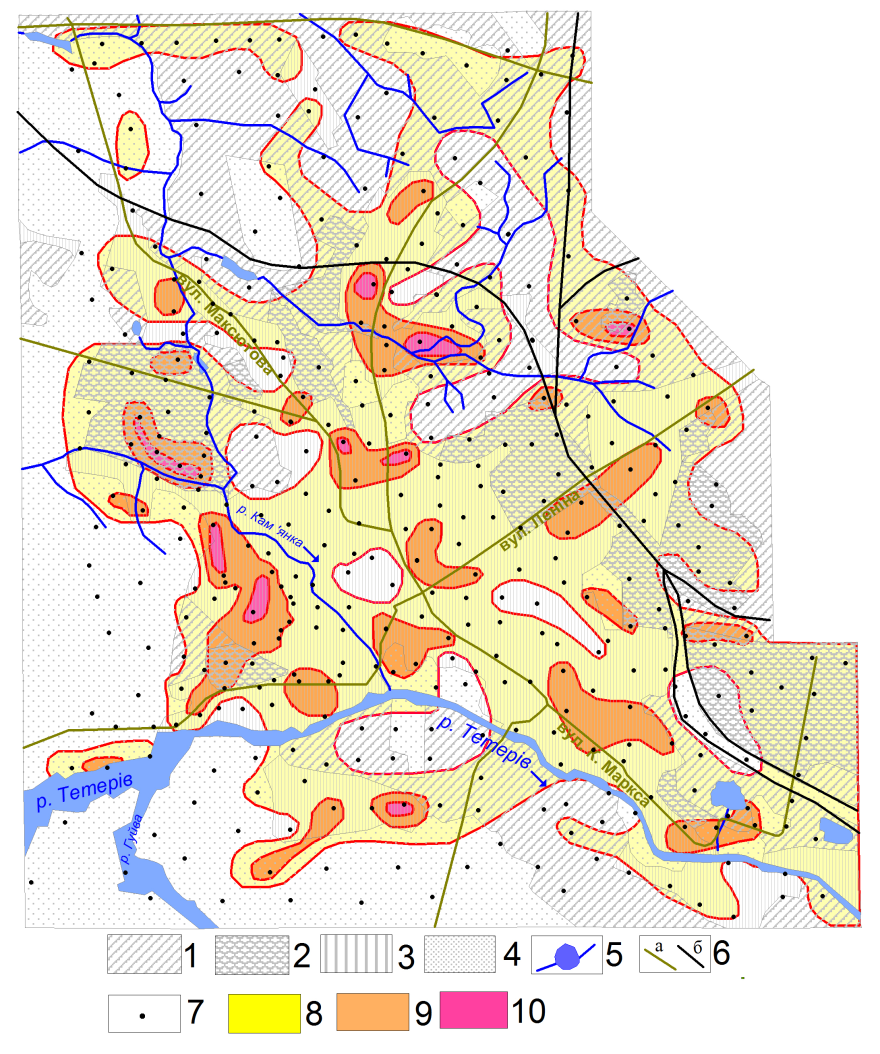 вул. Максютова
р. Кам'янка
вул. Леніна
р. Тетерів
вул. К. Маркса
р. Тетерів
р. Гуйва
1
2
3
4
5
а б
6
7
8
9
10